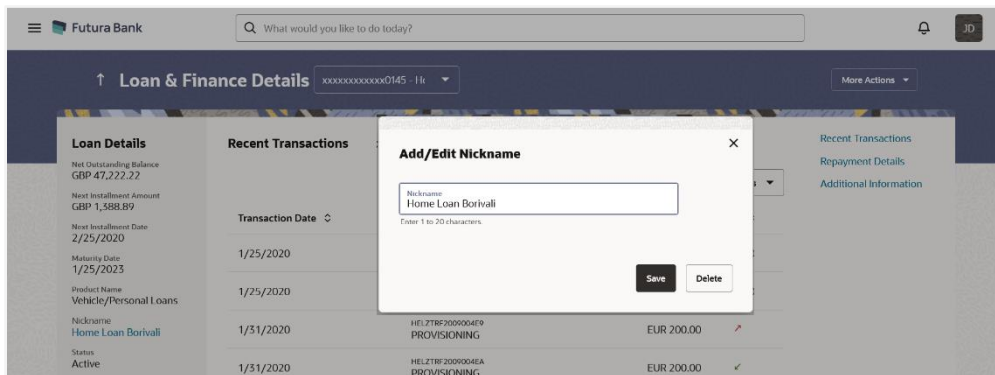 Futura Bank
What would you like to do today?
JD
Loan & Finance Details
xxxxxxxxxxxx0145 - H
More Actions
Loan Details
Net Outstanding Balance
GBP 47,222.22
Next Installment Amount
GBP 1,388.89
Next Installment Date
2/25/2020
Maturity Date
1/25/2023
Product Name
Vehicle/Personal Loans
Nickname
Home Loan Borivali
Status
Active
Recent Transactions
Transaction Date
1/25/2020
1/25/2020
1/31/2020
HELZTRF2009004E9
PROVISIONING
EUR 200.00
1/31/2020
HELZTRF2009004EA
PROVISIONING
EUR 200.00
Add/Edit Nickname
Nickname
Home Loan Borivali
Enter 1 to 20 characters
Save
Delete
Recent Transactions
Repayment Details
Additional Information